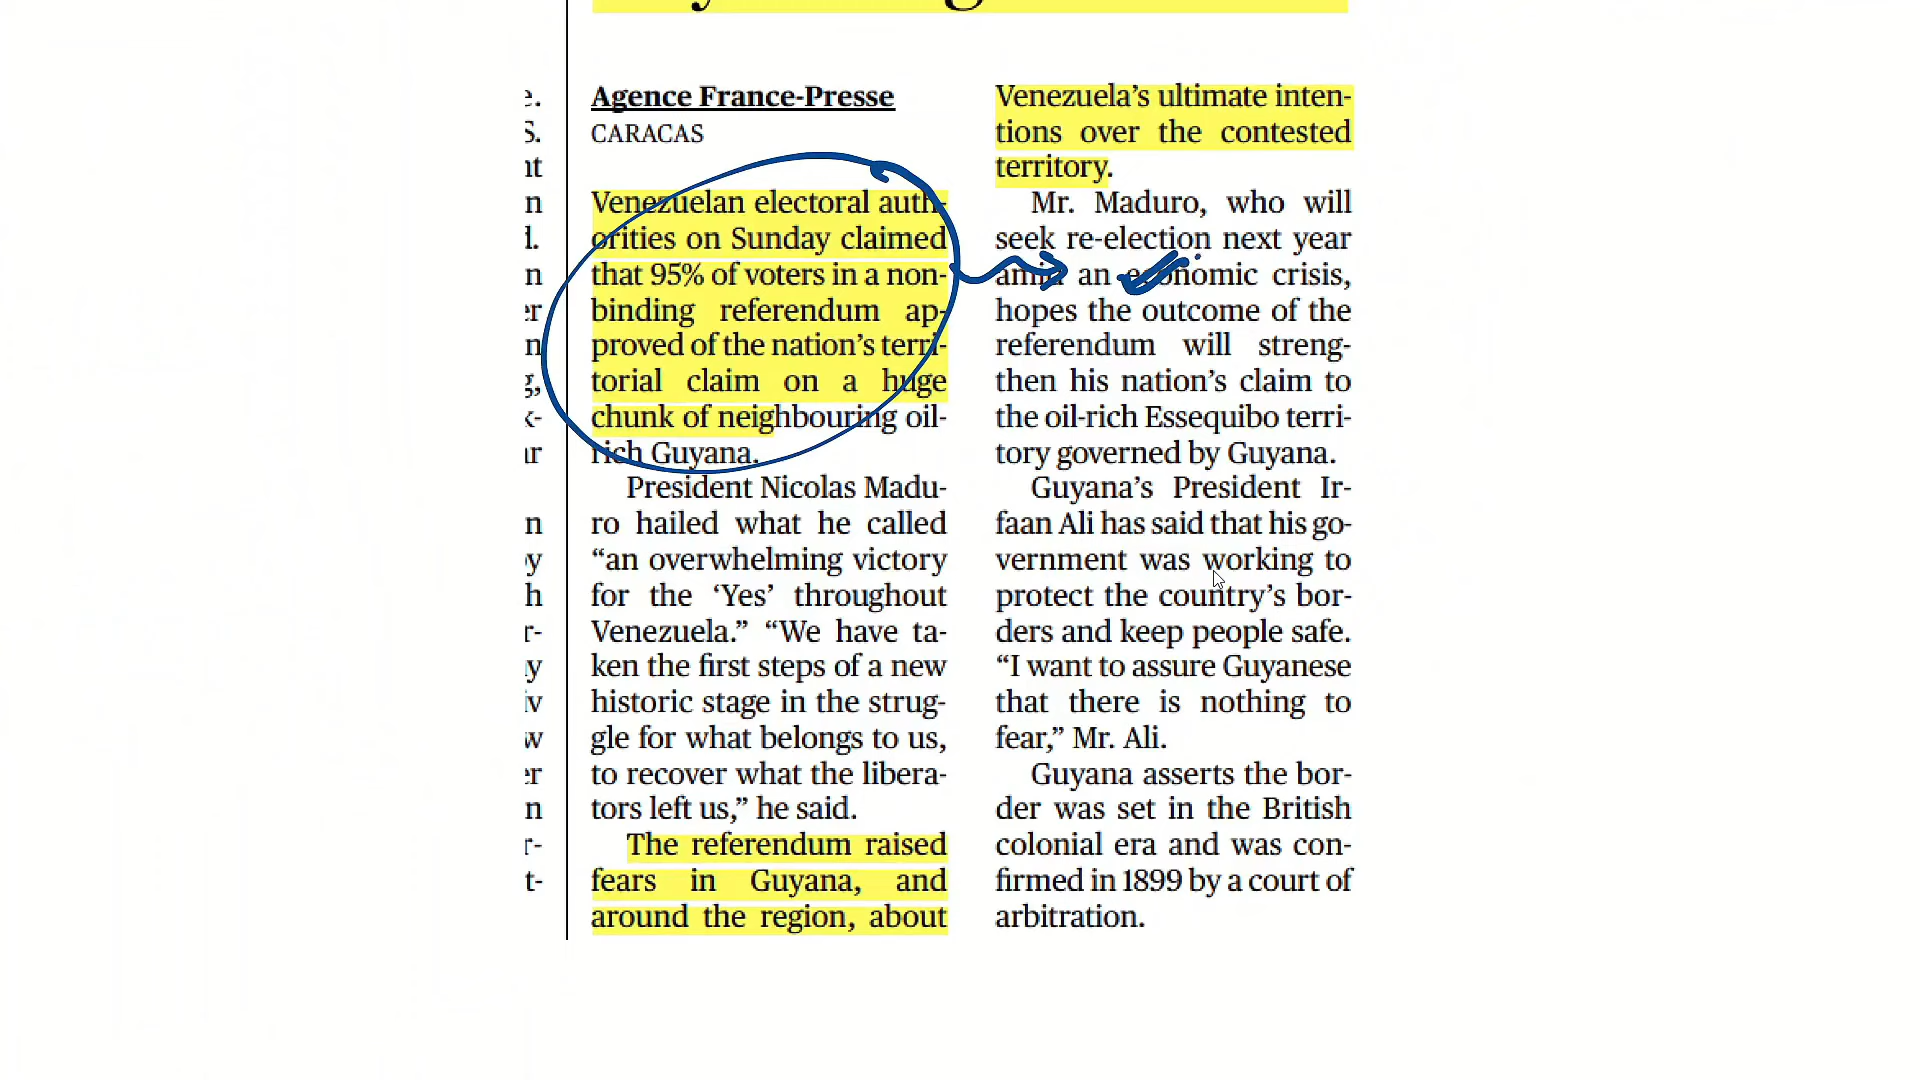 Agence France-Presse
CARACAS
Venezuelan electoral auth-
orities on Sunday claimed
that 95% of voters in a non-
binding referendum ap-
proved of the nation's terri-
torial claim on a huge
chunk of neighbouring oil-
rich Guyana.
President Nicolas Madu-
ro hailed what he called
“an overwhelming victory
for the ‘Yes’ throughout
Venezuela.” “We have ta-
ken the first steps of a new
historic stage in the strug-
gle for what belongs to us,
to recover what the libera-
tors left us,” he said.
The referendum raised
fears in Guyana, and
around the region, about
Venezuela’s ultimate inten-
tions over the contested
territory.
Mr. Maduro, who will
seek re-election next year
amid an economic crisis,
hopes the outcome of the
referendum will streng-
then his nation’s claim to
the oil-rich Essequibo terri-
tory governed by Guyana.
Guyana’s President Ir-
faan Ali has said that his go-
vernment was working to
protect the country’s bor-
ders and keep people safe.
“I want to assure Guyanese
that there is nothing to
fear,” Mr. Ali.
Guyana asserts the bor-
der was set in the British
colonial era and was con-
firmed in 1899 by a court of
arbitration.